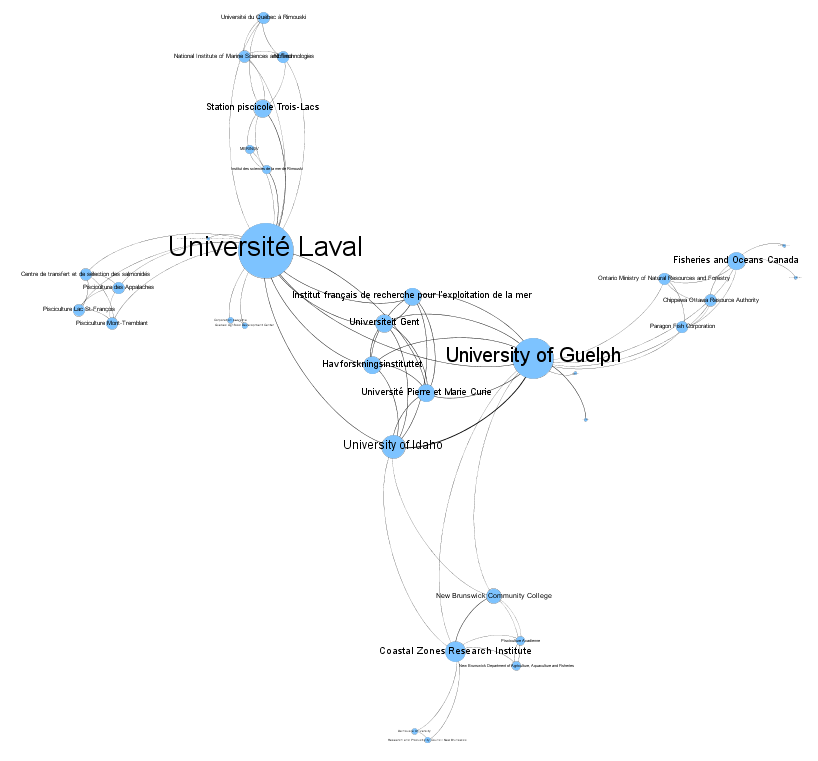 Université du Québec à Rimouski
National Institute of Marine Sciences and Technologies
Station piscicole Trois-Lacs
Institut des sciences de la mer de Rimouski
Université Laval
Fisheries and Oceans Canada
Centre de transfert et de sélection des salmonidés
Ontario Ministry of Natural Resources and Forestry
Pisciculture des Appalaches
Institut français de recherche pour l'exploitation de la mer
Chippewa Ottawa Resource Authority
Pisciculture Lac St-François
Universiteit Gent
Pisciculture Mont-Tremblant
Paragon Fish Corporation
University of Guelph
Havforskningsinstituttet
Université Pierre et Marie Curie
University of Idaho
New Brunswick Community College
Pisciculture Acadienne
Coastal Zones Research Institute
New Brunswick Department of Agriculture, Aquaculture and Fisheries